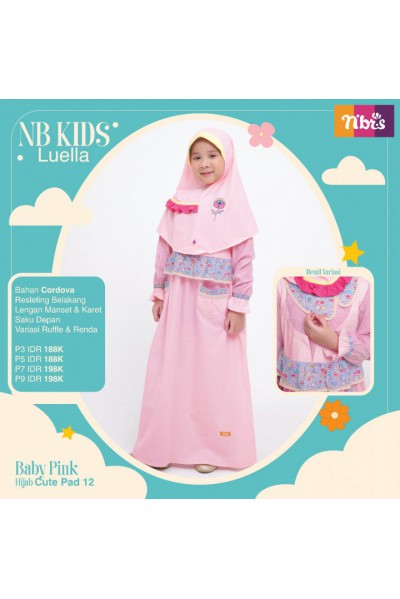 nibr's
NB KIDS
Luella
Detail Variasi
Bahan Cordova
Resleting Belakang
Lengan Manset & Karet
Saku Depan
Variasi Ruffle & Renda
P3 IDR 188K
P5 IDR 188K
P7 IDR 198K
P9 IDR 198K
Baby Pink
Hijab Cute Pad 12